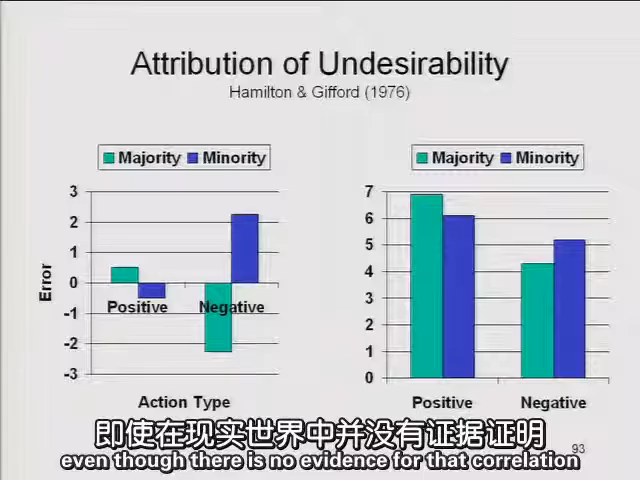 Attribution of Undesirability
Hamilton & Gifford (1976)
Majority Minority
3
2
1
0
-1
-2
-3
Error
Positive Negative
Action Type
Majority Minority
7
6
5
4
3
2
1
0
Positive Negative
即使在现实世界中并没有证据证明
93
even though there is no evidence for that correlation